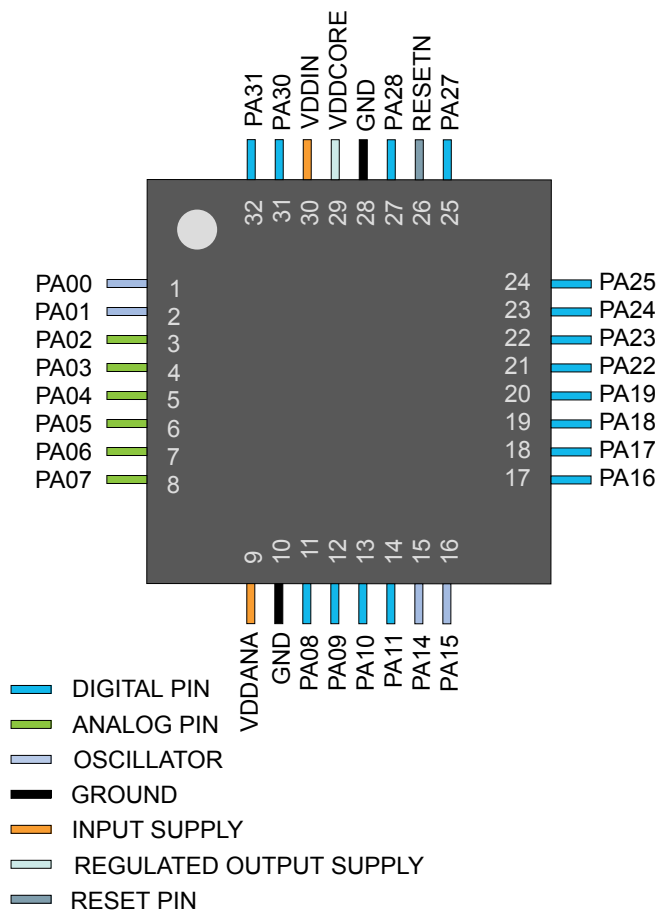 PA31
PA30
VDDIN
VDDCORE
GND
PA28
RESETN
PA27
32
31
30
29
28
27
26
25
PA00
1
PA01
2
PA02
3
PA03
4
PA04
5
PA05
6
PA06
7
PA07
8
24
PA25
23
PA24
22
PA23
21
PA22
20
PA19
19
PA18
18
PA17
17
PA16
9
10
11
12
13
14
15
16
VDDANA
GND
PA08
PA09
PA10
PA11
PA14
PA15
DIGITAL PIN
ANALOG PIN
OSCILLATOR
GROUND
INPUT SUPPLY
REGULATED OUTPUT SUPPLY
RESET PIN